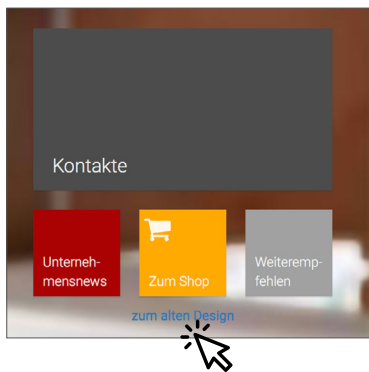 Kontakte
Unterneh-
mensnews
Zum Shop
Weiteremp-
fehlen
zum alten Design